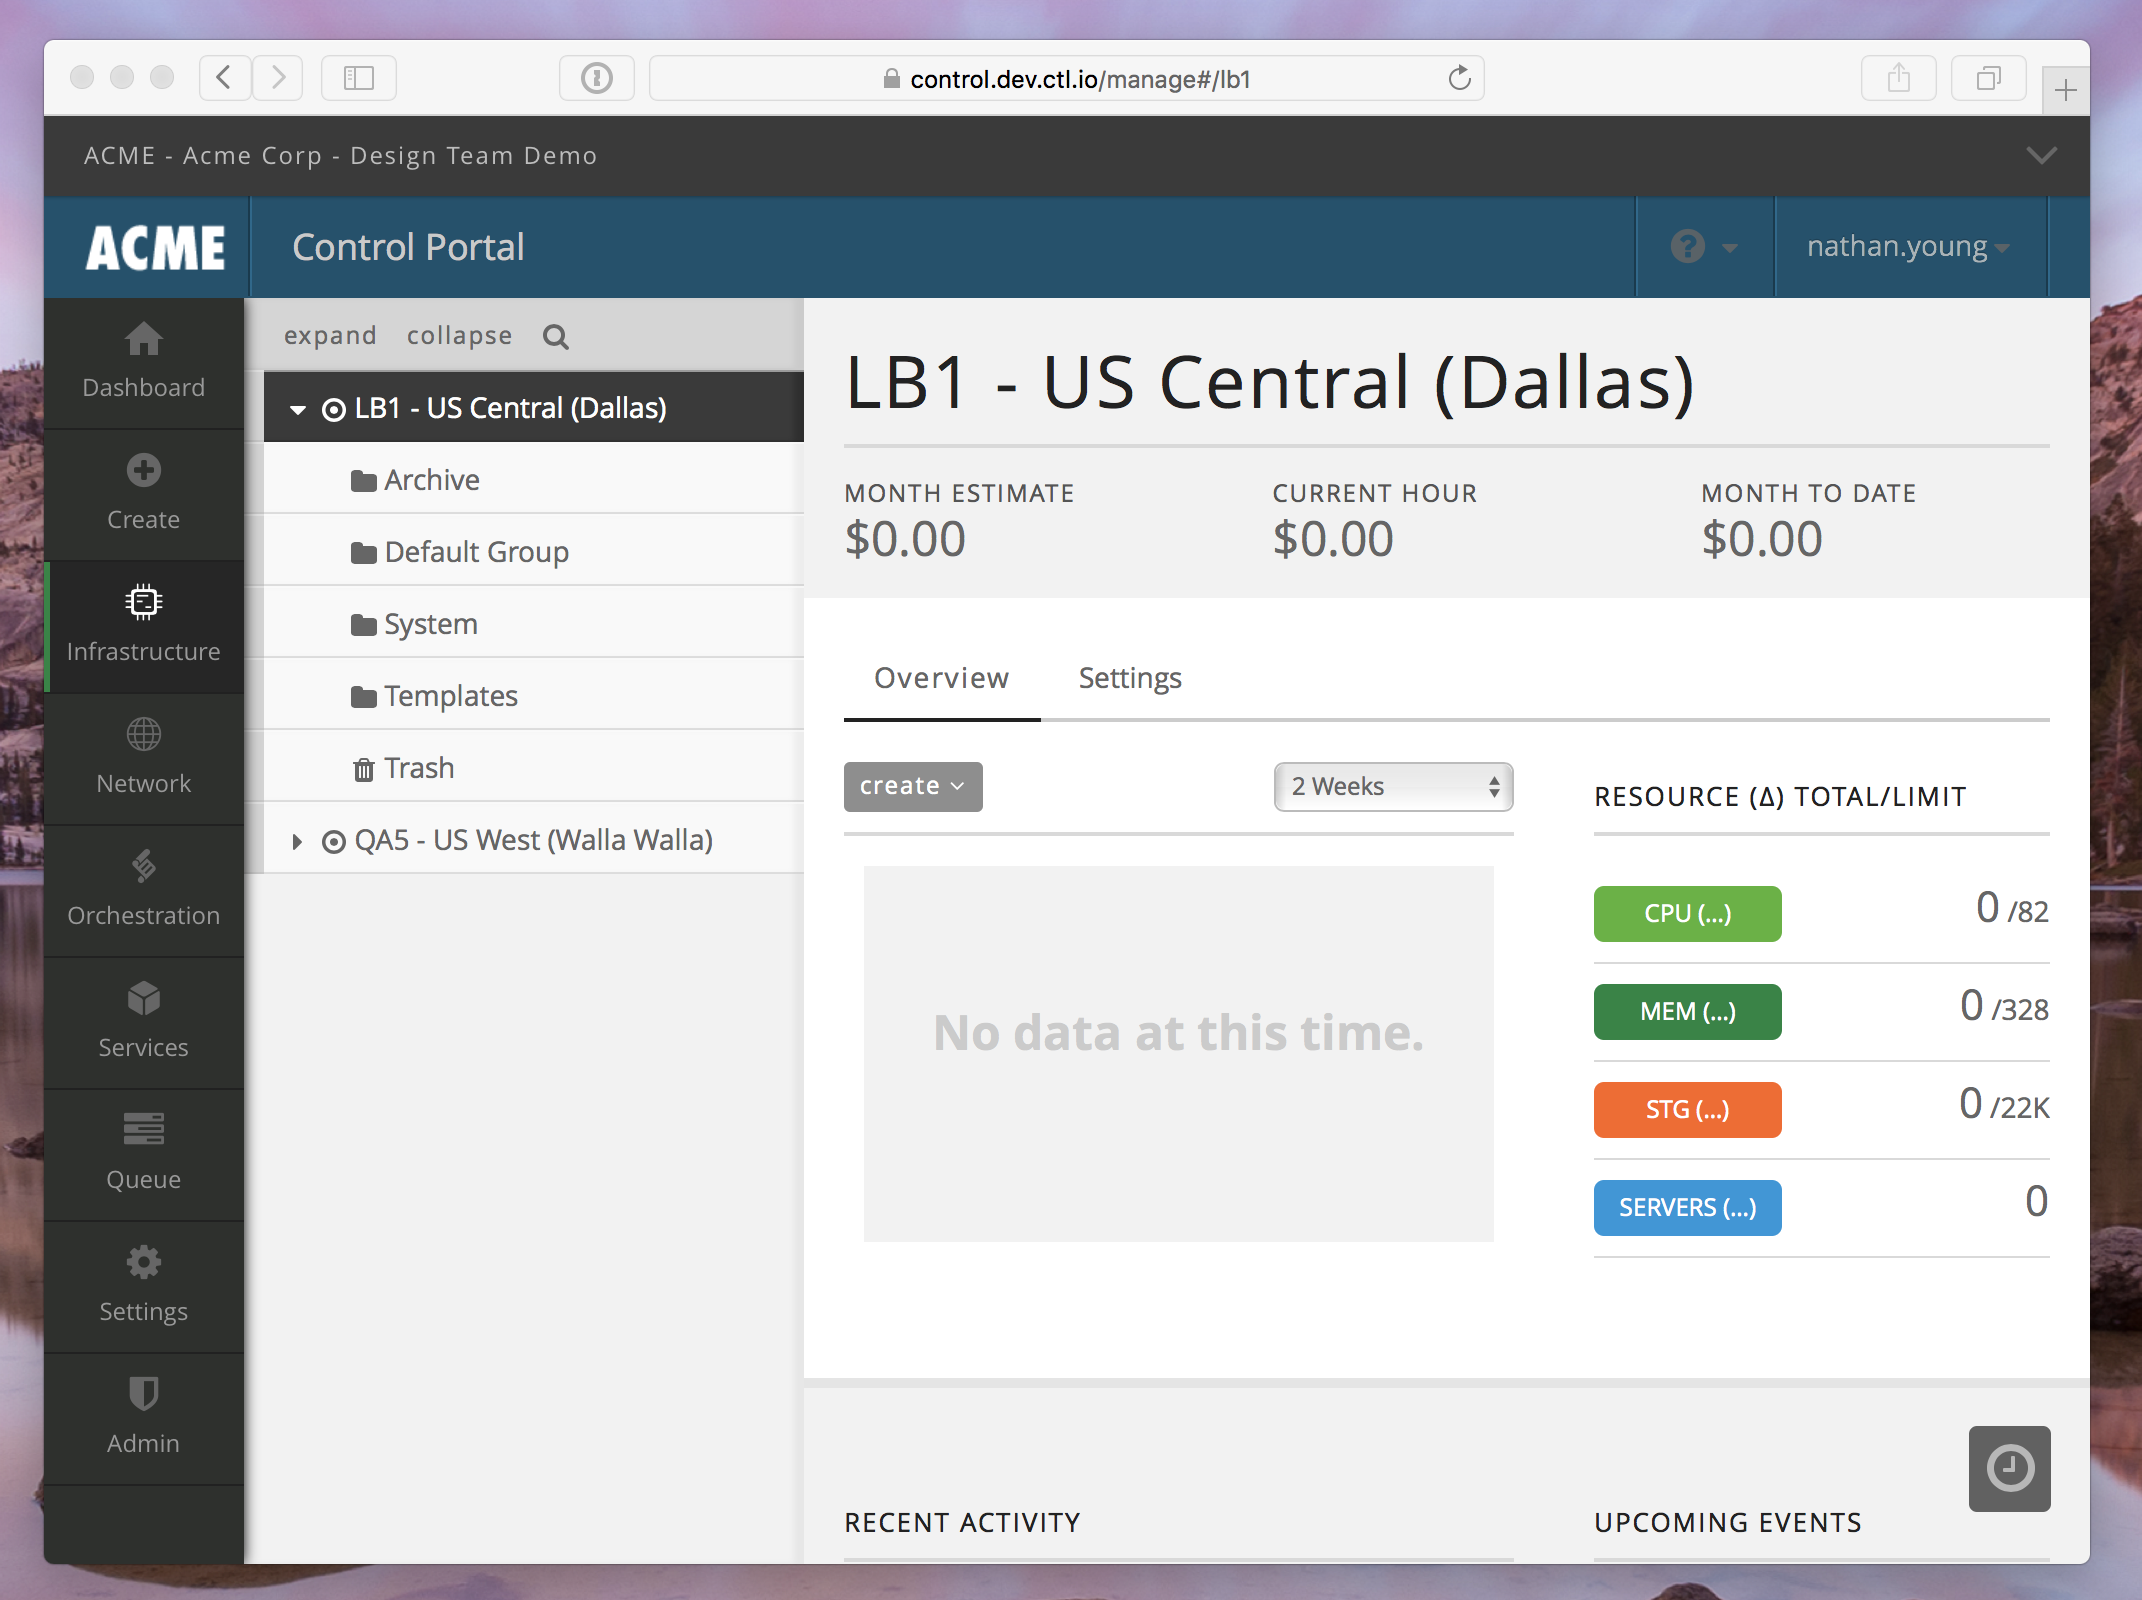 control.dev.ctl.io/manage#/lb1
ACME - Acme Corp - Design Team Demo
ACME
Control Portal
?
nathan.young
Dashboard
Create
Infrastructure
Network
Orchestration
Services
Queue
Settings
Admin
expand collapse
LB1 - US Central (Dallas)
Archive
Default Group
System
Templates
Trash
QA5 - US West (Walla Walla)
LB1 - US Central (Dallas)
MONTH ESTIMATE
$0.00
CURRENT HOUR
$0.00
MONTH TO DATE
$0.00
Overview Settings
create
2 Weeks
No data at this time.
RESOURCE (Δ) TOTAL/LIMIT
CPU (...) 0 /82
MEM (...) 0 /328
STG (...) 0 /22K
SERVERS (...) 0
RECENT ACTIVITY
UPCOMING EVENTS